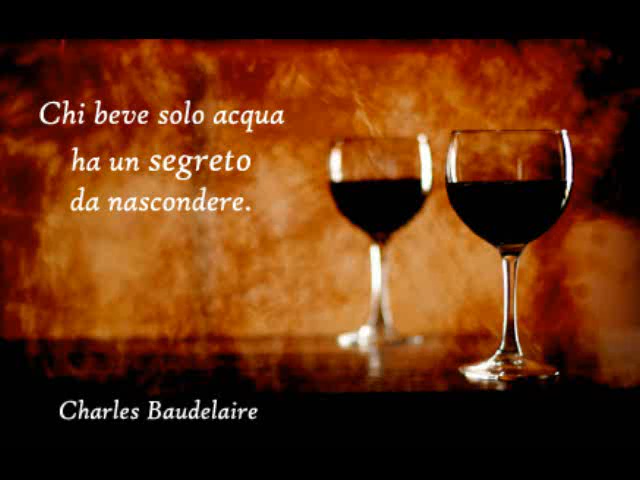 Chi beve solo acqua
ha un segreto
da nascondere.
Charles Baudelaire